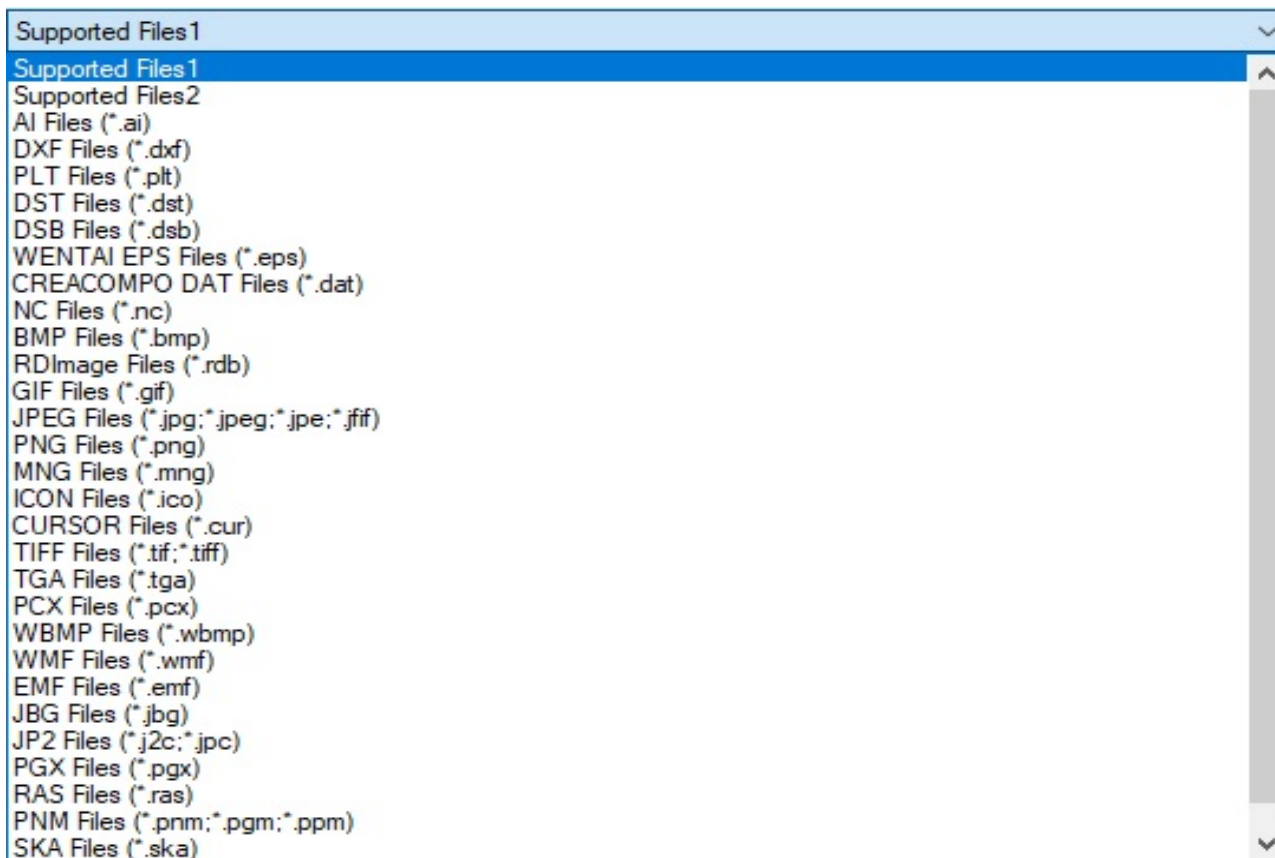 Supported Files1
Supported Files1
Supported Files2
AI Files (*.ai)
DXF Files (*.dxf)
PLT Files (*.plt)
DST Files (*.dst)
DSB Files (*.dsb)
WENTAI EPS Files (*.eps)
CREACOMPO DAT Files (*.dat)
NC Files (*.nc)
BMP Files (*.bmp)
RDImage Files (*.rdb)
GIF Files (*.gif)
JPEG Files (*.jpg;*.jpeg;*.jpe;*.jfif)
PNG Files (*.png)
MNG Files (*.mng)
ICON Files (*.ico)
CURSOR Files (*.cur)
TIFF Files (*.tif;*.tiff)
TGA Files (*.tga)
PCX Files (*.pcx)
WBMP Files (*.wbmp)
WMF Files (*.wmf)
EMF Files (*.emf)
JBG Files (*.jbg)
JP2 Files (*.j2c;*.jpc)
PGX Files (*.pgx)
RAS Files (*.ras)
PNM Files (*.pnm;*.pgm;*.ppm)
SKA Files (*.ska)